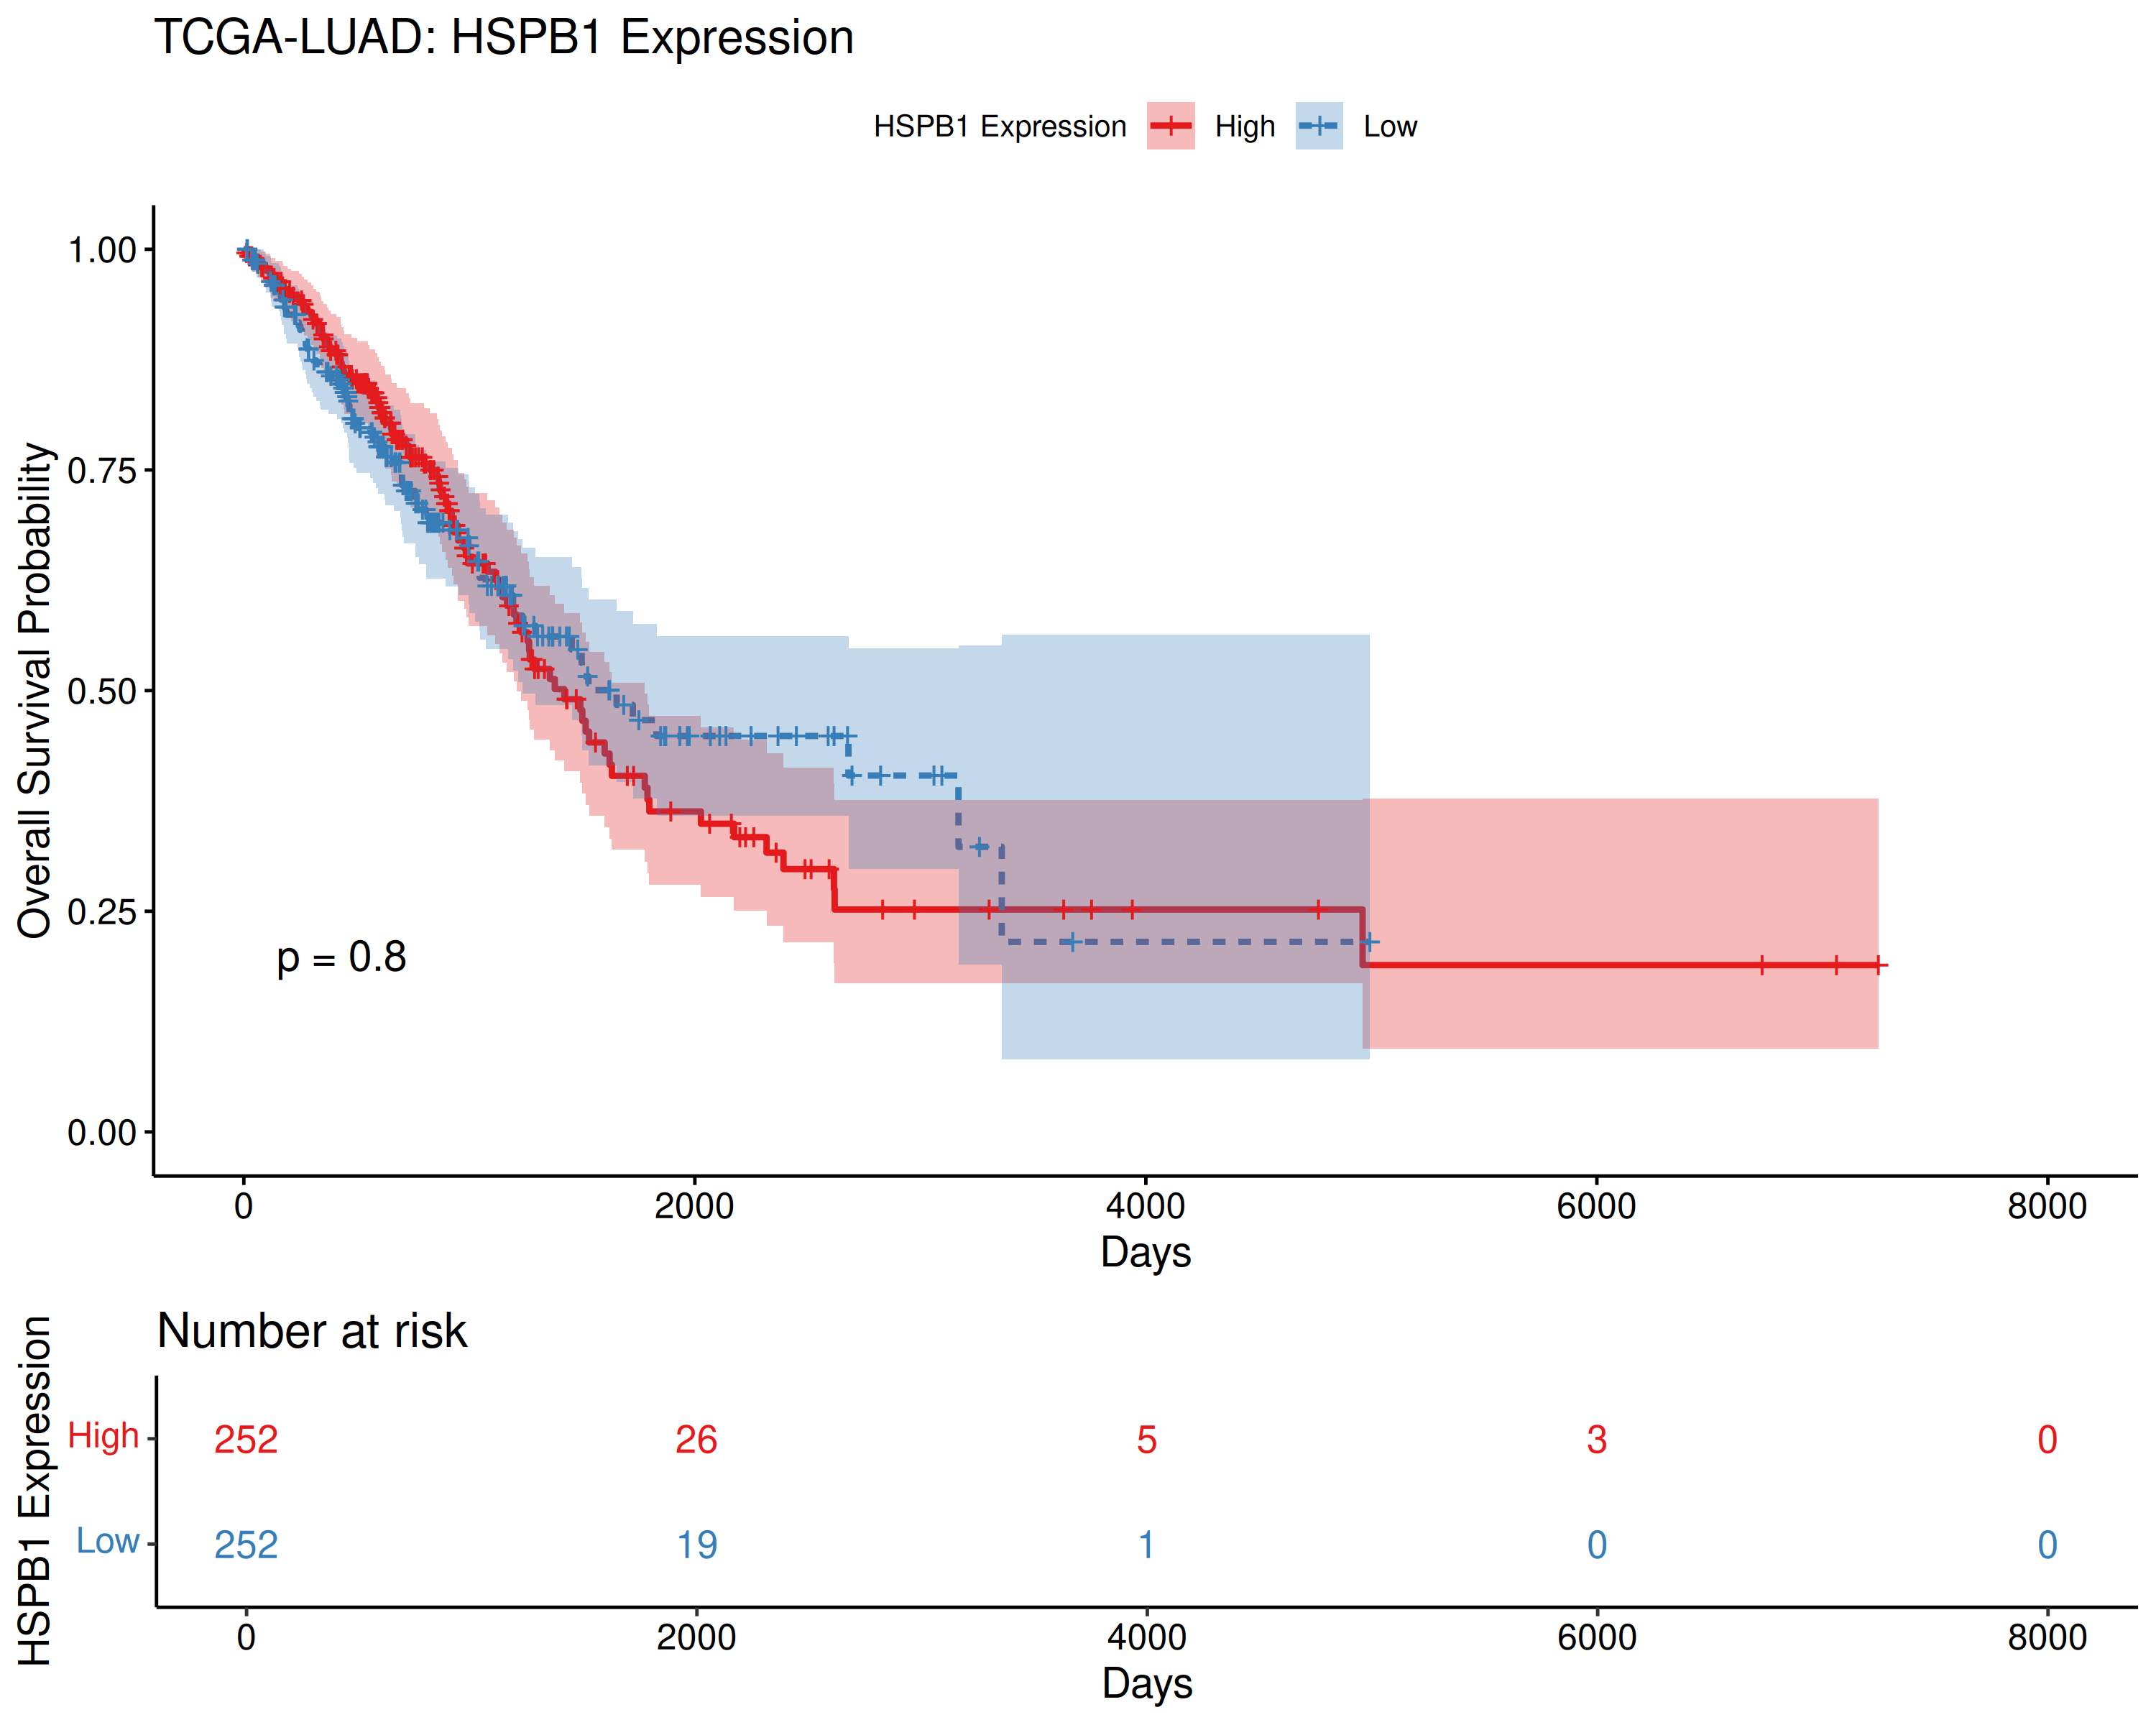 TCGA-LUAD: HSPB1 Expression
HSPB1 Expression High Low
Overall Survival Probability
1.00
0.75
0.50
0.25
0.00
p = 0.8
0 2000 4000 6000 8000
Days
Number at risk
HSPB1 Expression
High 252 26 5 3 0
Low 252 19 1 0 0
0 2000 4000 6000 8000
Days